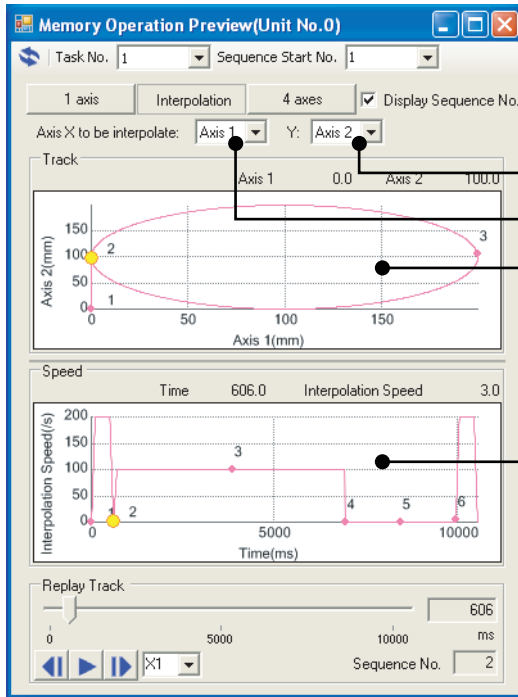 Memory Operation Preview(Unit No.0)
Task No. 1 Sequence Start No. 1
1 axis Interpolation 4 axes Display Sequence No.
Axis X to be interpolate: Axis 1 Y: Axis 2
Track
Axis 1 0.0 Axis 2 100.0
150
100
50
0
Axis 2(mm)
2
3
1
0 50 100 150
Axis 1(mm)
Speed
Time 606.0 Interpolation Speed 3.0
200
150
100
50
0
Interpolation Speed(/s)
3
1 2 4 5 6
0 5000 10000
Time(ms)
Replay Track
606
0 5000 10000 ms
X1 Sequence No. 2